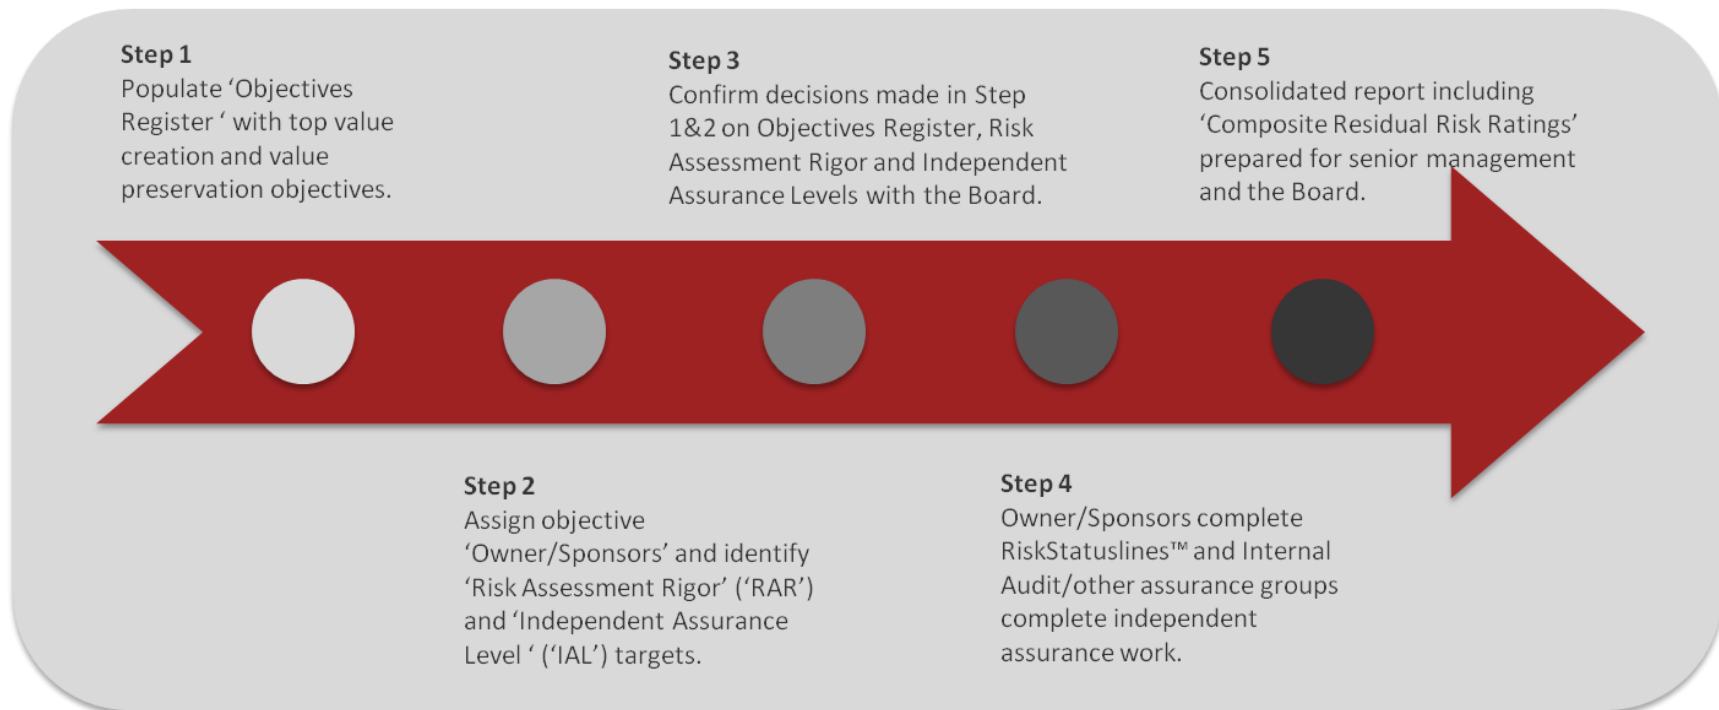 Step 1
Populate ‘Objectives
Register ‘ with top value
creation and value
preservation objectives.
Step 2
Assign objective
‘Owner/Sponsors’ and identify
‘Risk Assessment Rigor’ (‘RAR’)
and ‘Independent Assurance
Level ‘ (‘IAL’) targets.
Step 3
Confirm decisions made in Step
1&2 on Objectives Register, Risk
Assessment Rigor and Independent
Assurance Levels with the Board.
Step 4
Owner/Sponsors complete
RiskStatuslines™ and Internal
Audit/other assurance groups
complete independent
assurance work.
Step 5
Consolidated report including
‘Composite Residual Risk Ratings’
prepared for senior management
and the Board.